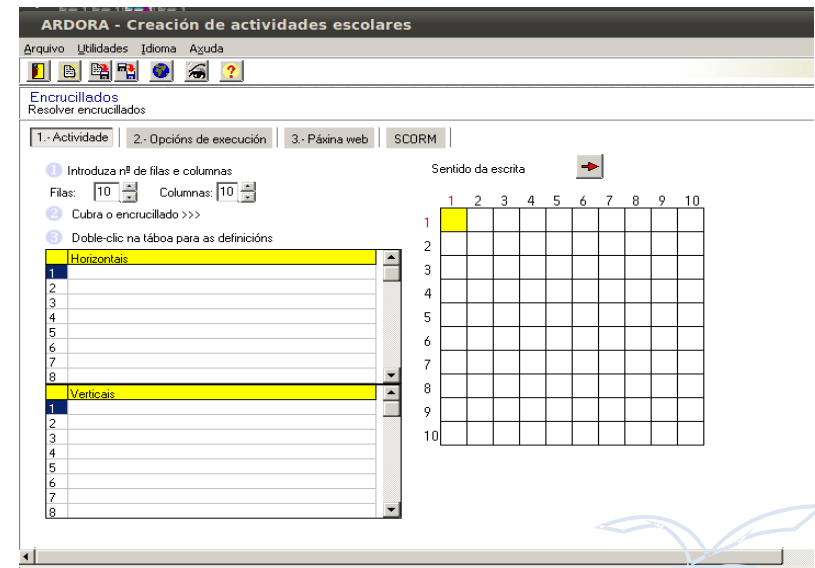 ARDORA - Creación de actividades escolares
Arquivo Utilidades Idioma Axuda
?
Encrucillados
Resolver encrucillados
1.- Actividade 2.- Opcións de execución 3.- Páxina web SCORM
1 Introduza nº de filas e columnas
Filas: 10 Columnas: 10
2 Cubra o encrucillado >>>
3 Doble-clic na táboa para as definicións
Horizontais
1
2
3
4
5
6
7
8
Verticais
1
2
3
4
5
6
7
8
Sentido da escrita
1 2 3 4 5 6 7 8 9 10
1
2
3
4
5
6
7
8
9
10